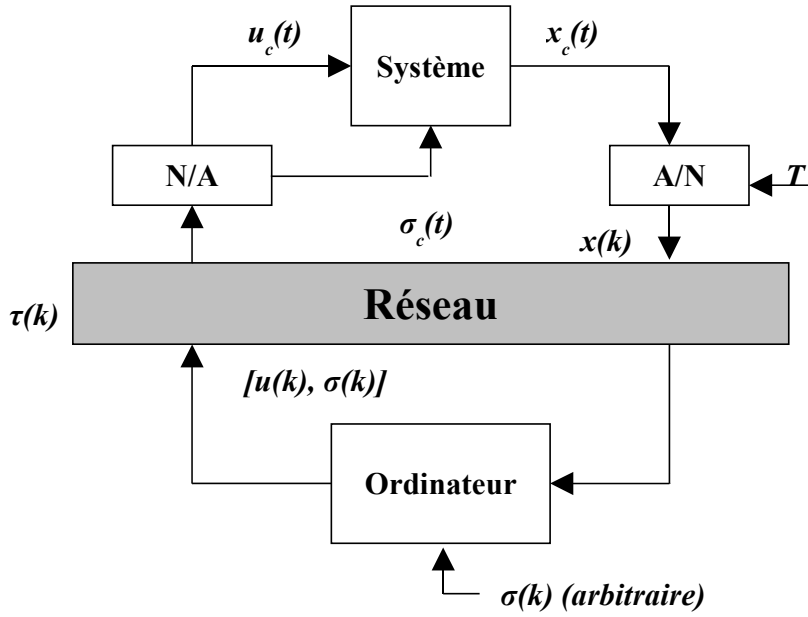 u_c(t)
x_c(t)
Système
N/A
A/N
T
σ_c(t)
x(k)
Réseau
τ(k)
[u(k), σ(k)]
Ordinateur
σ(k) (arbitraire)